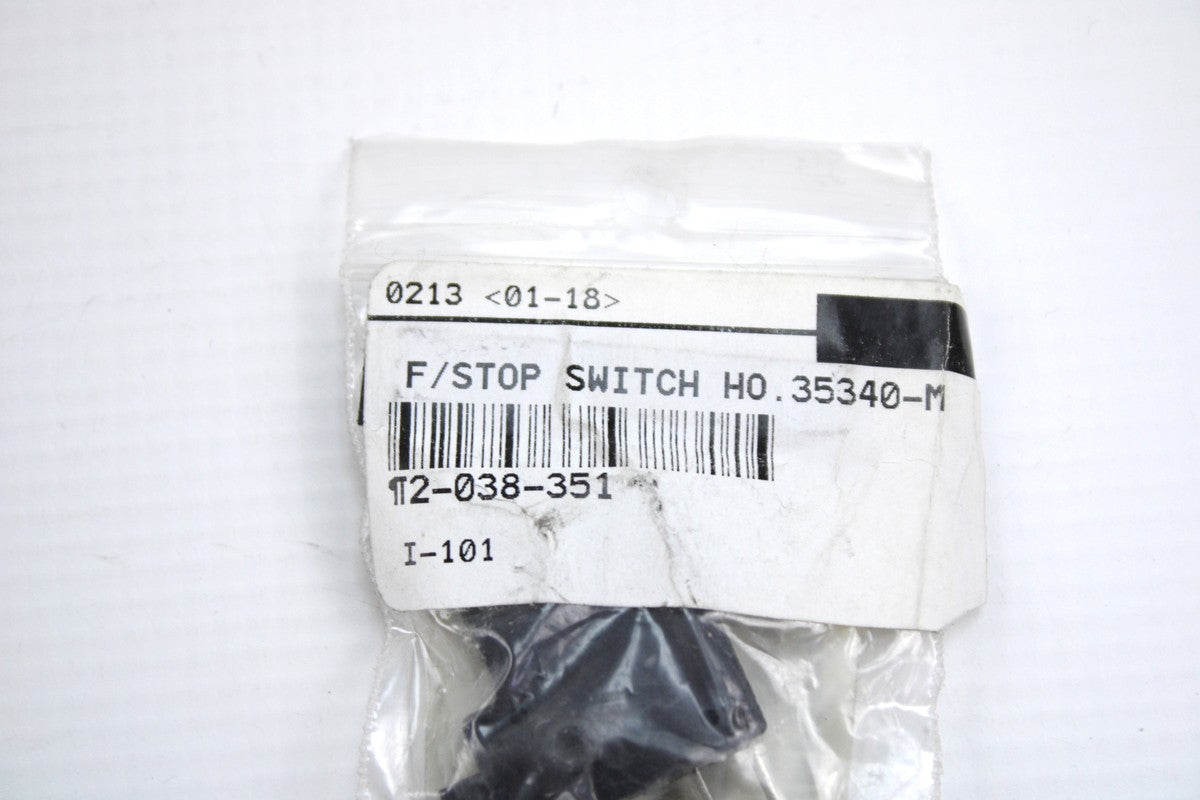 0213 <01-18>
F/STOP SWITCH HO.35340-M
¶2-038-351
I-101